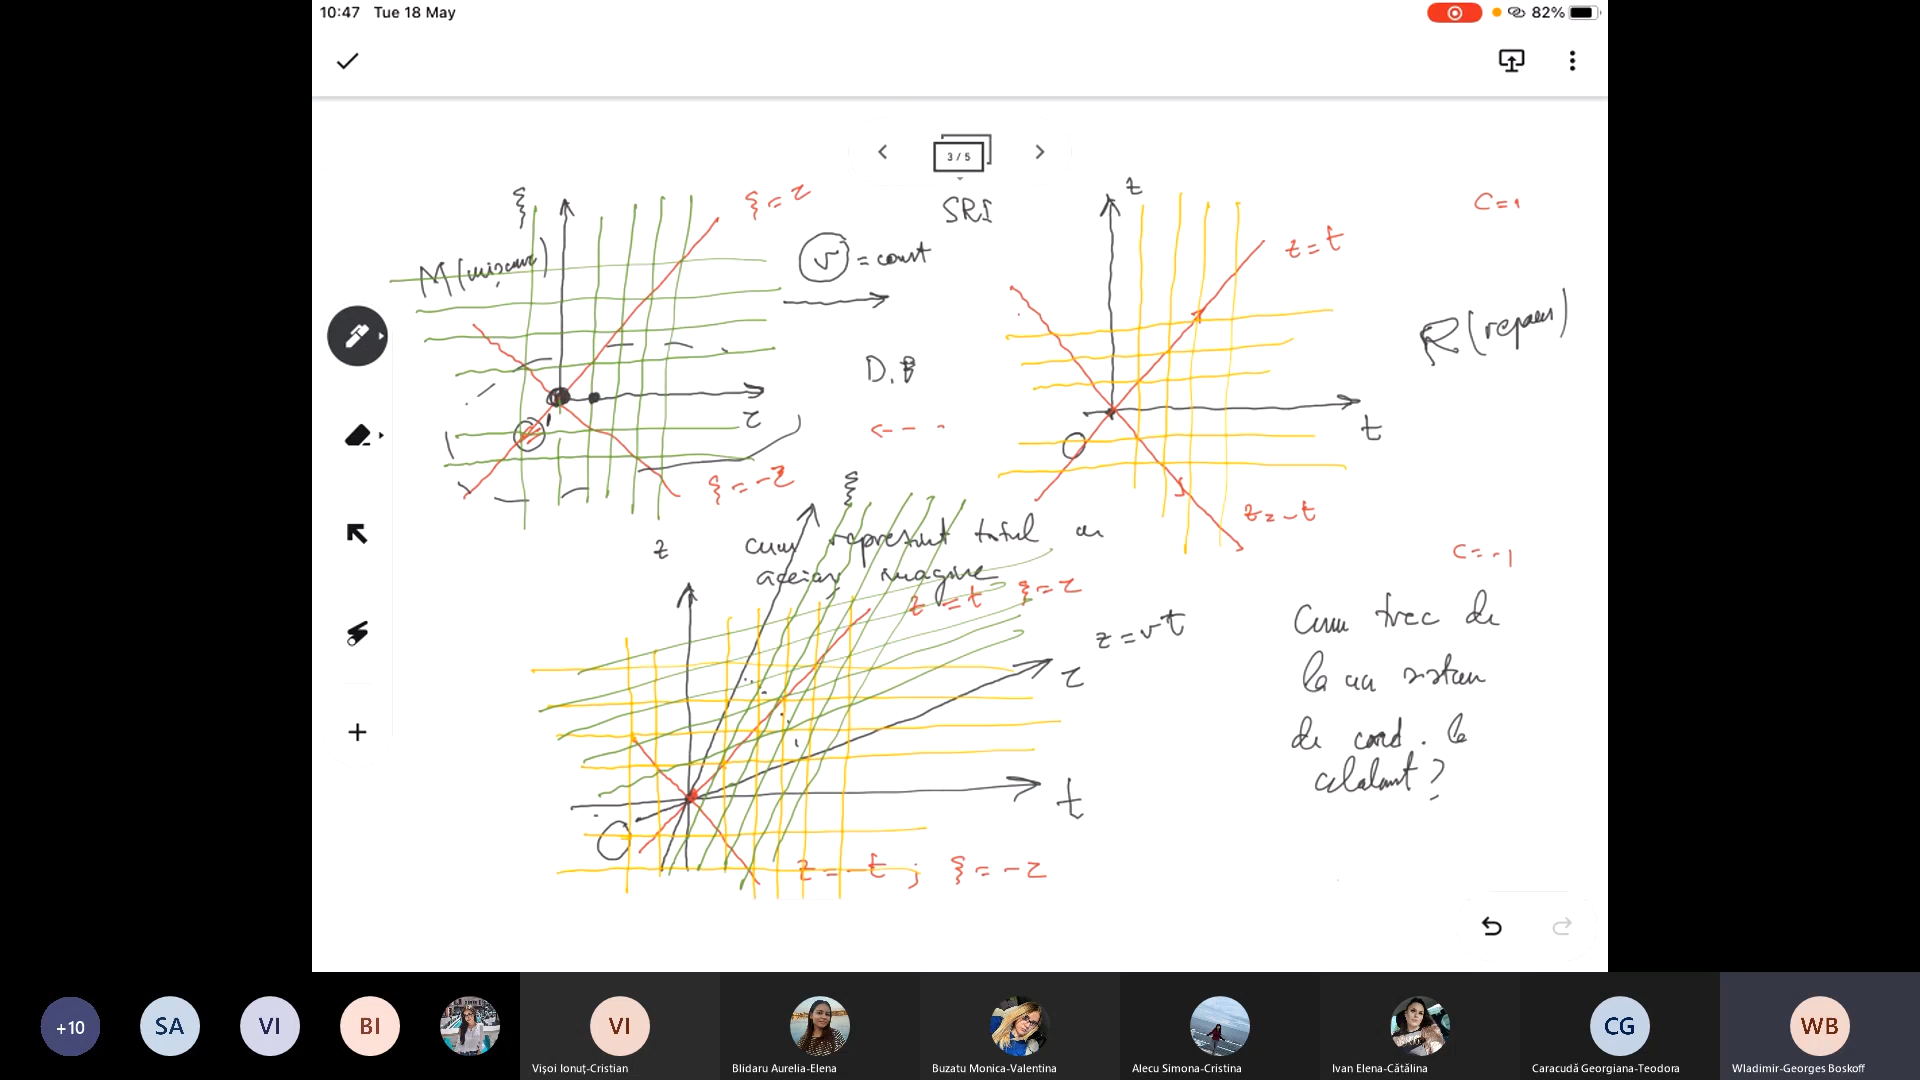 10:47 Tue 18 May
82%
3 / 5
SRI
ξ
ξ = τ
M (mișcare)
v = const
D.P
τ
ξ = -τ
z
z = t
c = 1
R (repaus)
t
z = -t
c = -1
ξ
z
cum reprezint totul în
aceiași imagine
z = t ξ = τ
z = vt
τ
t
O
z = -t ; ξ = -τ
Cum trec de
la un sistem
de coord. la
celălalt?
+10
SA
VI
BI
VI
CG
WB
Vișoi Ionuț-Cristian
Blidaru Aurelia-Elena
Buzatu Monica-Valentina
Alecu Simona-Cristina
Ivan Elena-Cătălina
Caracudă Georgiana-Teodora
Wladimir-Georges Boskoff